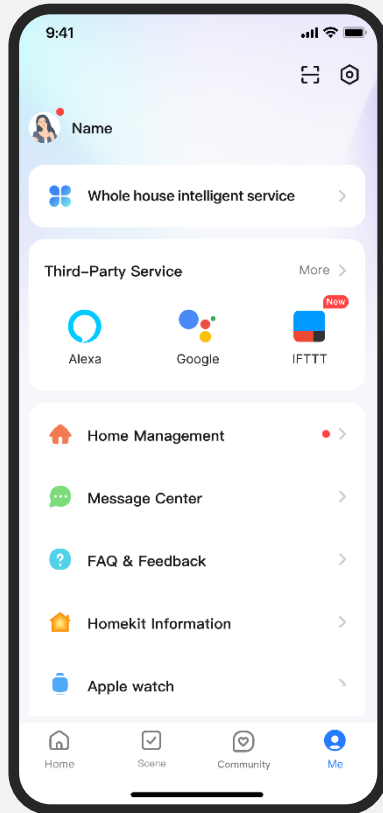 9:41
Name
Whole house intelligent service
Third-Party Service
More
New
Alexa
Google
IFTTT
Home Management
Message Center
FAQ & Feedback
Homekit Information
Apple watch
Home
Scene
Community
Me